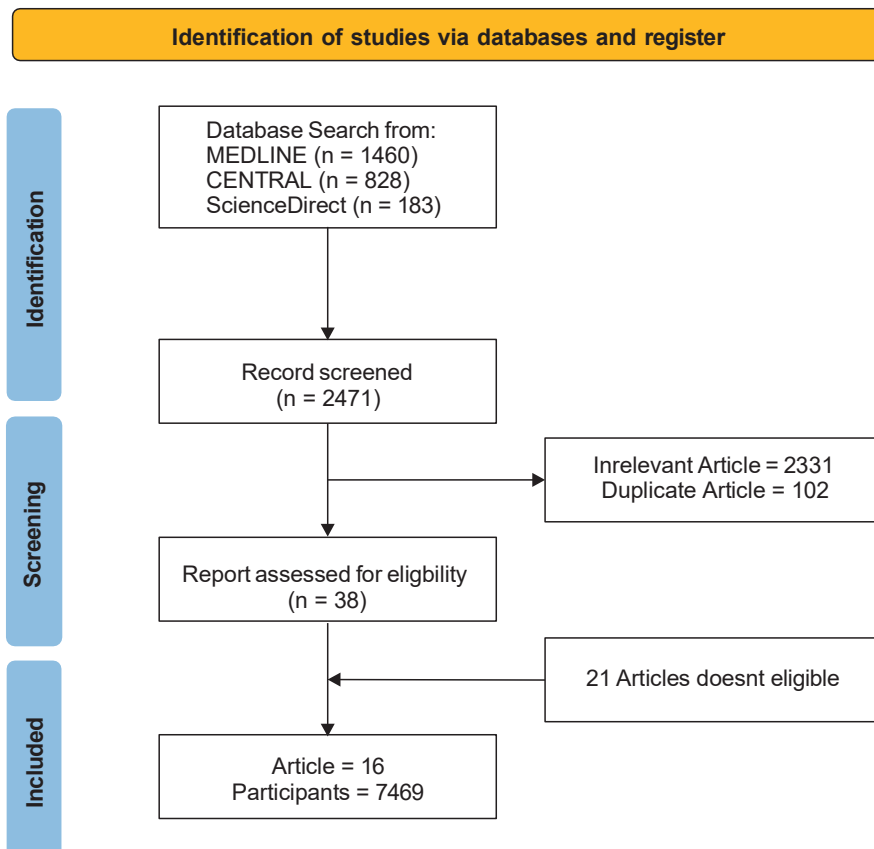 Identification of studies via databases and register
Identification
Database Search from:
MEDLINE (n = 1460)
CENTRAL (n = 828)
ScienceDirect (n = 183)
Record screened
(n = 2471)
Screening
Inrelevant Article = 2331
Duplicate Article = 102
Report assessed for eligbility
(n = 38)
Included
21 Articles doesnt eligible
Article = 16
Participants = 7469